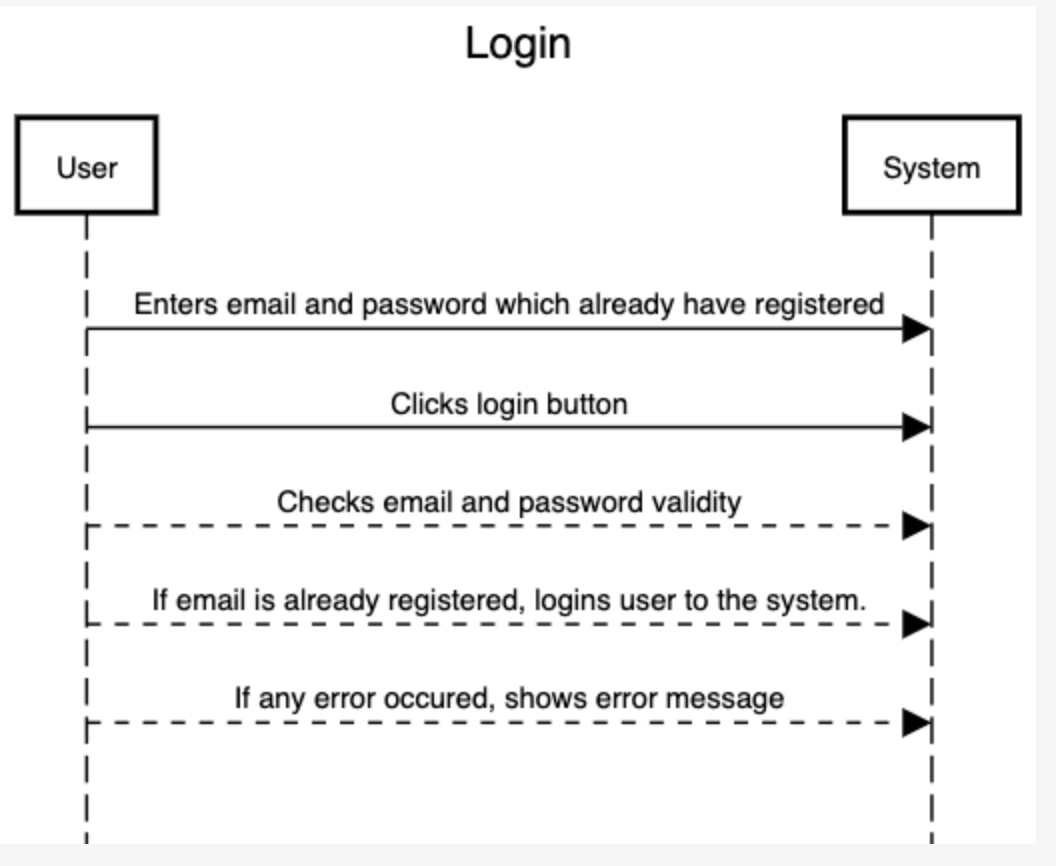 Login
User
System
Enters email and password which already have registered
Clicks login button
Checks email and password validity
If email is already registered, logins user to the system.
If any error occured, shows error message